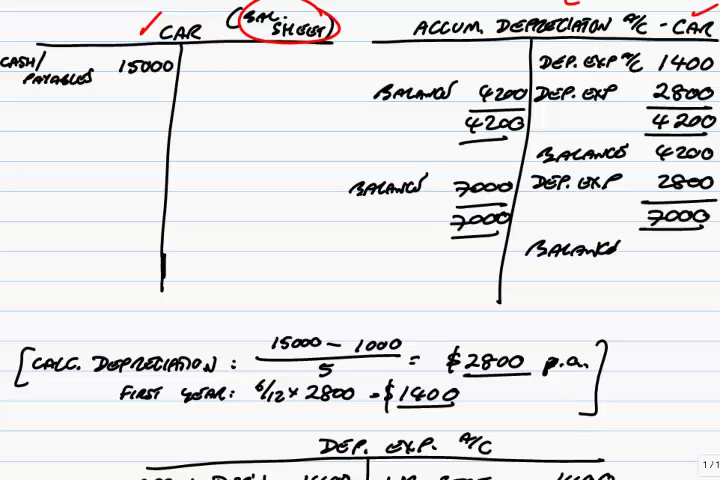 CAR (BAL. SHEET)
CASH/PAYABLES 15000
ACCUM. DEPRECIATION A/C - CAR
DEP. EXP A/C 1400
BALANCE 4200 DEP. EXP 2800
4200 4200
BALANCE 4200
BALANCE 7000 DEP. EXP 2800
7000 7000
BALANCE
[CALC. DEPRECIATION: 15000 - 1000 / 5 = $2800 p.a.]
FIRST YEAR: 6/12 x 2800 = $1400
DEP. EXP. A/C
1/1